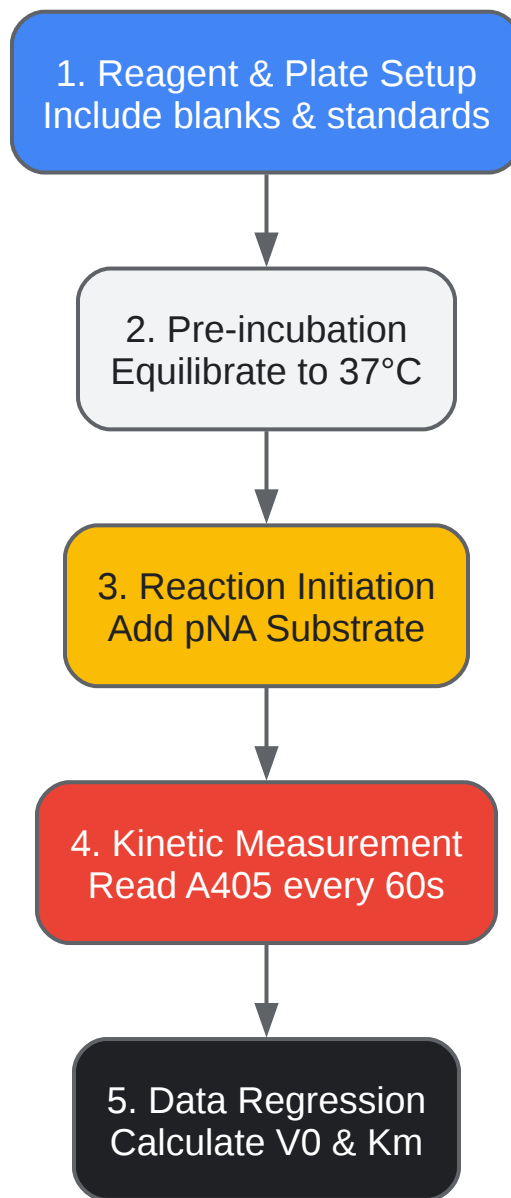 1. Reagent & Plate Setup
Include blanks & standards
2. Pre-incubation
Equilibrate to 37°C
3. Reaction Initiation
Add pNA Substrate
4. Kinetic Measurement
Read A405 every 60s
5. Data Regression
Calculate V0 & Km